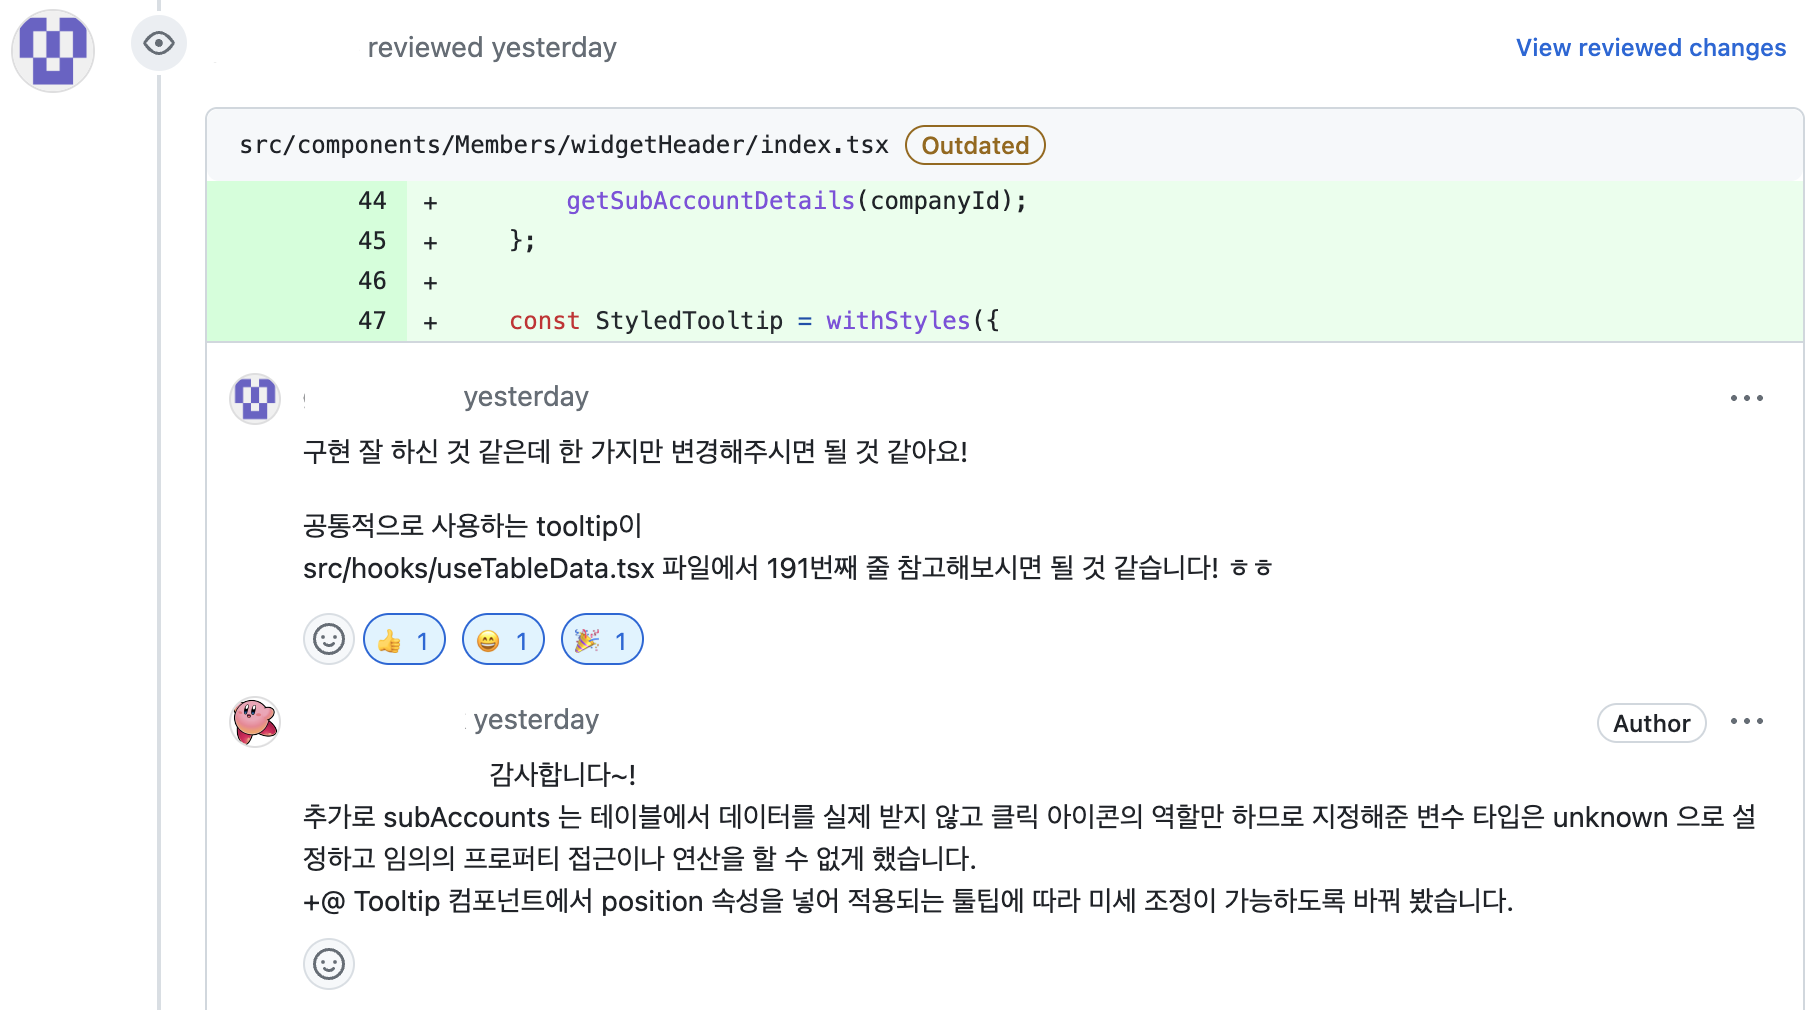 reviewed yesterday
View reviewed changes
src/components/Members/widgetHeader/index.tsx Outdated
44 + getSubAccountDetails(companyId);
45 + };
46 +
47 + const StyledTooltip = withStyles({
yesterday
구현 잘 하신 것 같은데 한 가지만 변경해주시면 될 것 같아요!
공통적으로 사용하는 tooltip이
src/hooks/useTableData.tsx 파일에서 191번째 줄 참고해보시면 될 것 같습니다! ㅎㅎ
👍 1 😄 1 🎉 1
yesterday
Author
감사합니다~!
추가로 subAccounts 는 테이블에서 데이터를 실제 받지 않고 클릭 아이콘의 역할만 하므로 지정해준 변수 타입은 unknown 으로 설
정하고 임의의 프로퍼티 접근이나 연산을 할 수 없게 했습니다.
+@ Tooltip 컴포넌트에서 position 속성을 넣어 적용되는 툴팁에 따라 미세 조정이 가능하도록 바꿔 봤습니다.